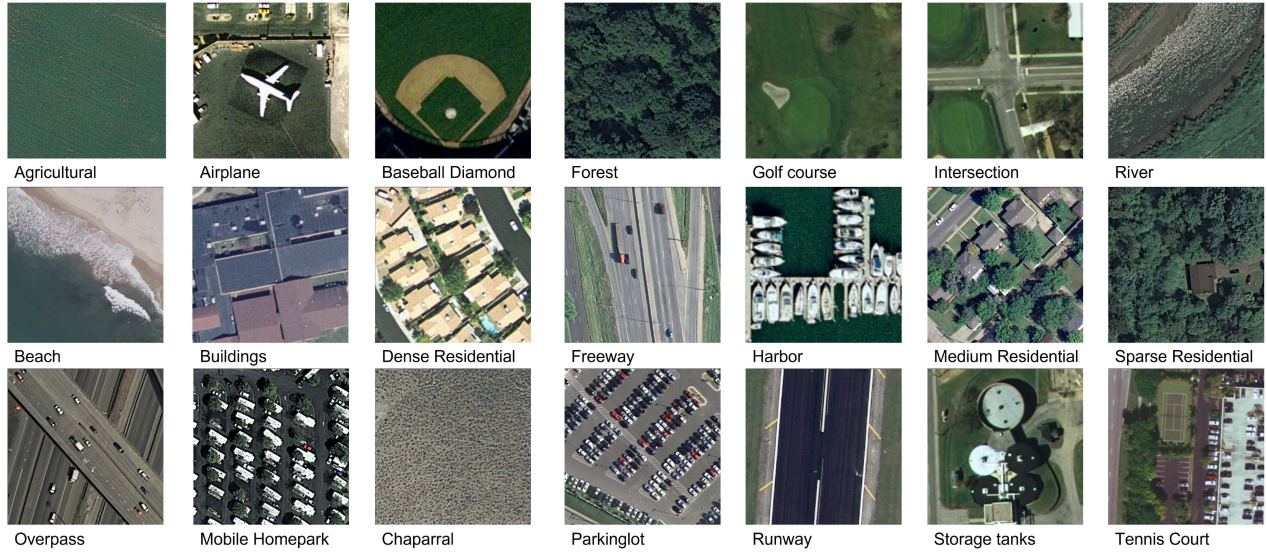 Agricultural
Airplane
Baseball Diamond
Forest
Golf course
Intersection
River
Beach
Buildings
Dense Residential
Freeway
Harbor
Medium Residential
Sparse Residential
Overpass
Mobile Homepark
Chaparral
Parkinglot
Runway
Storage tanks
Tennis Court